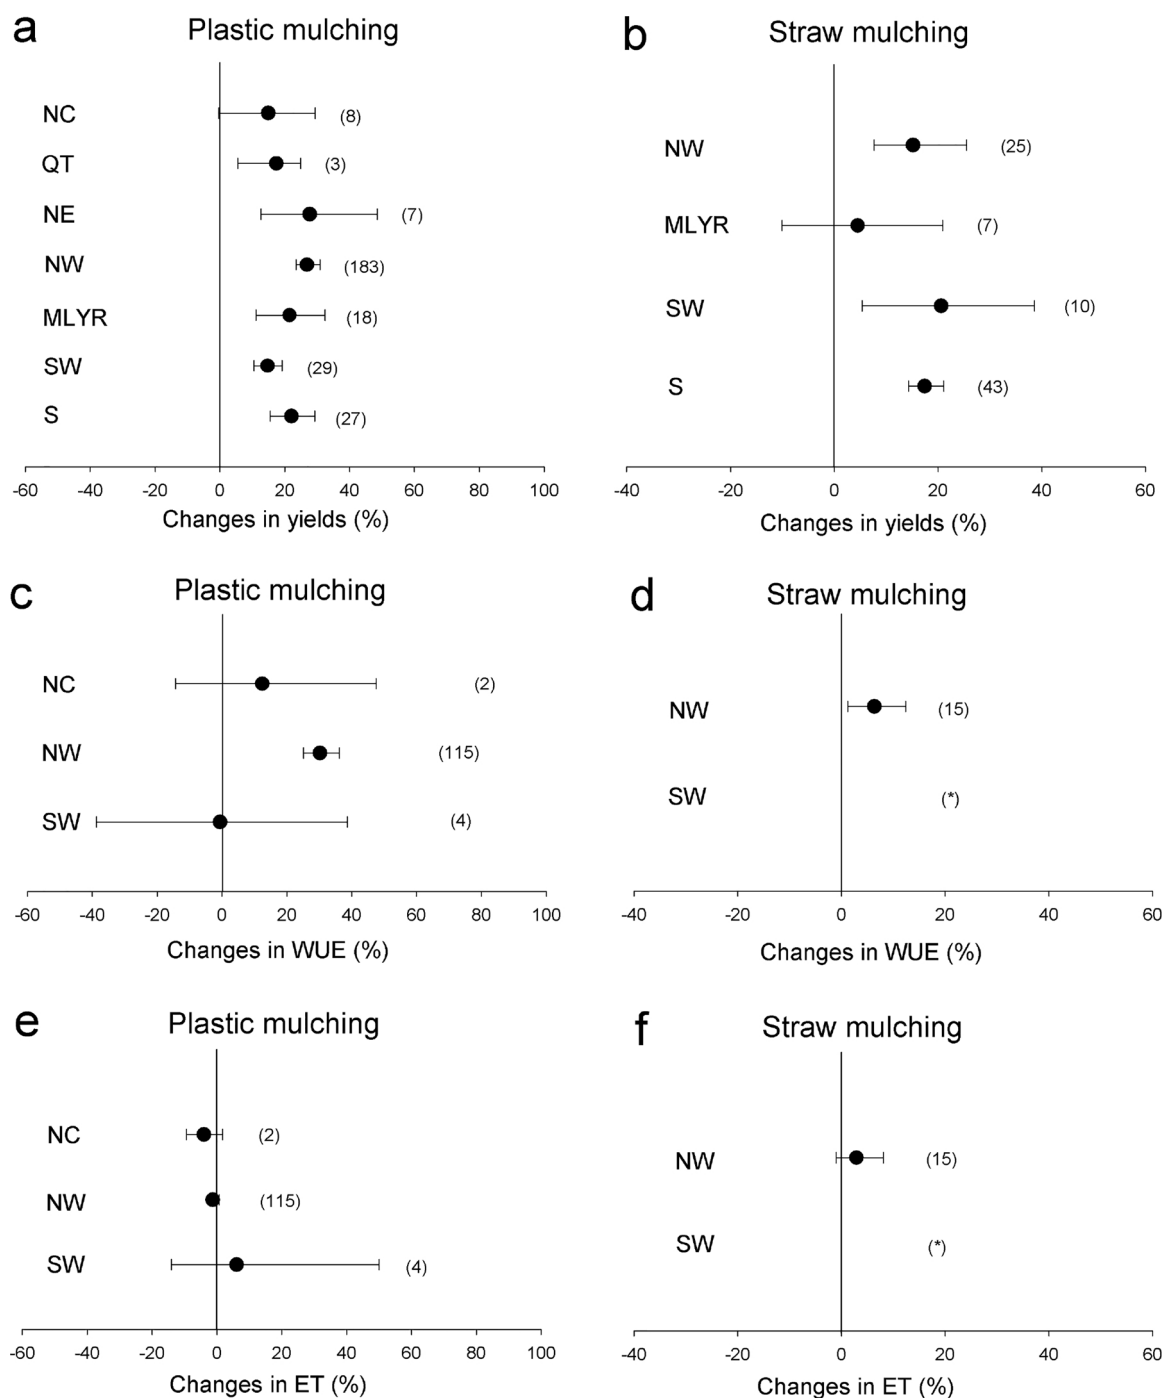 a
Plastic mulching
NC (8)
QT (3)
NE (7)
NW (183)
MLYR (18)
SW (29)
S (27)
-60 -40 -20 0 20 40 60 80 100
Changes in yields (%)
b
Straw mulching
NW (25)
MLYR (7)
SW (10)
S (43)
-40 -20 0 20 40 60
Changes in yields (%)
c
Plastic mulching
NC (2)
NW (115)
SW (4)
-60 -40 -20 0 20 40 60 80 100
Changes in WUE (%)
d
Straw mulching
NW (15)
SW (*)
-40 -20 0 20 40 60
Changes in WUE (%)
e
Plastic mulching
NC (2)
NW (115)
SW (4)
-60 -40 -20 0 20 40 60 80 100
Changes in ET (%)
f
Straw mulching
NW (15)
SW (*)
-40 -20 0 20 40 60
Changes in ET (%)